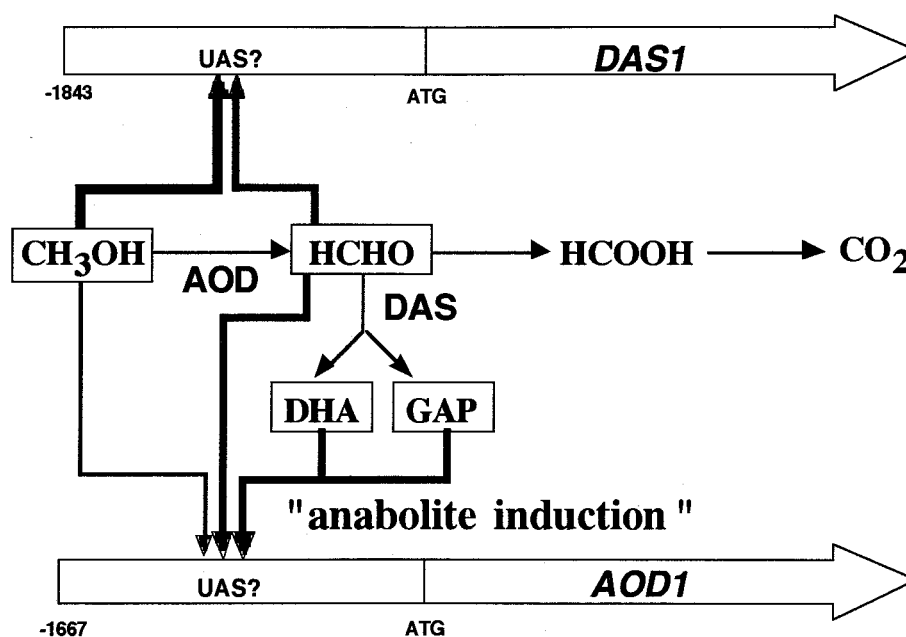 UAS?
DAS1
-1843
ATG
CH3OH
AOD
HCHO
HCOOH
CO2
DAS
DHA
GAP
"anabolite induction"
UAS?
AOD1
-1667
ATG